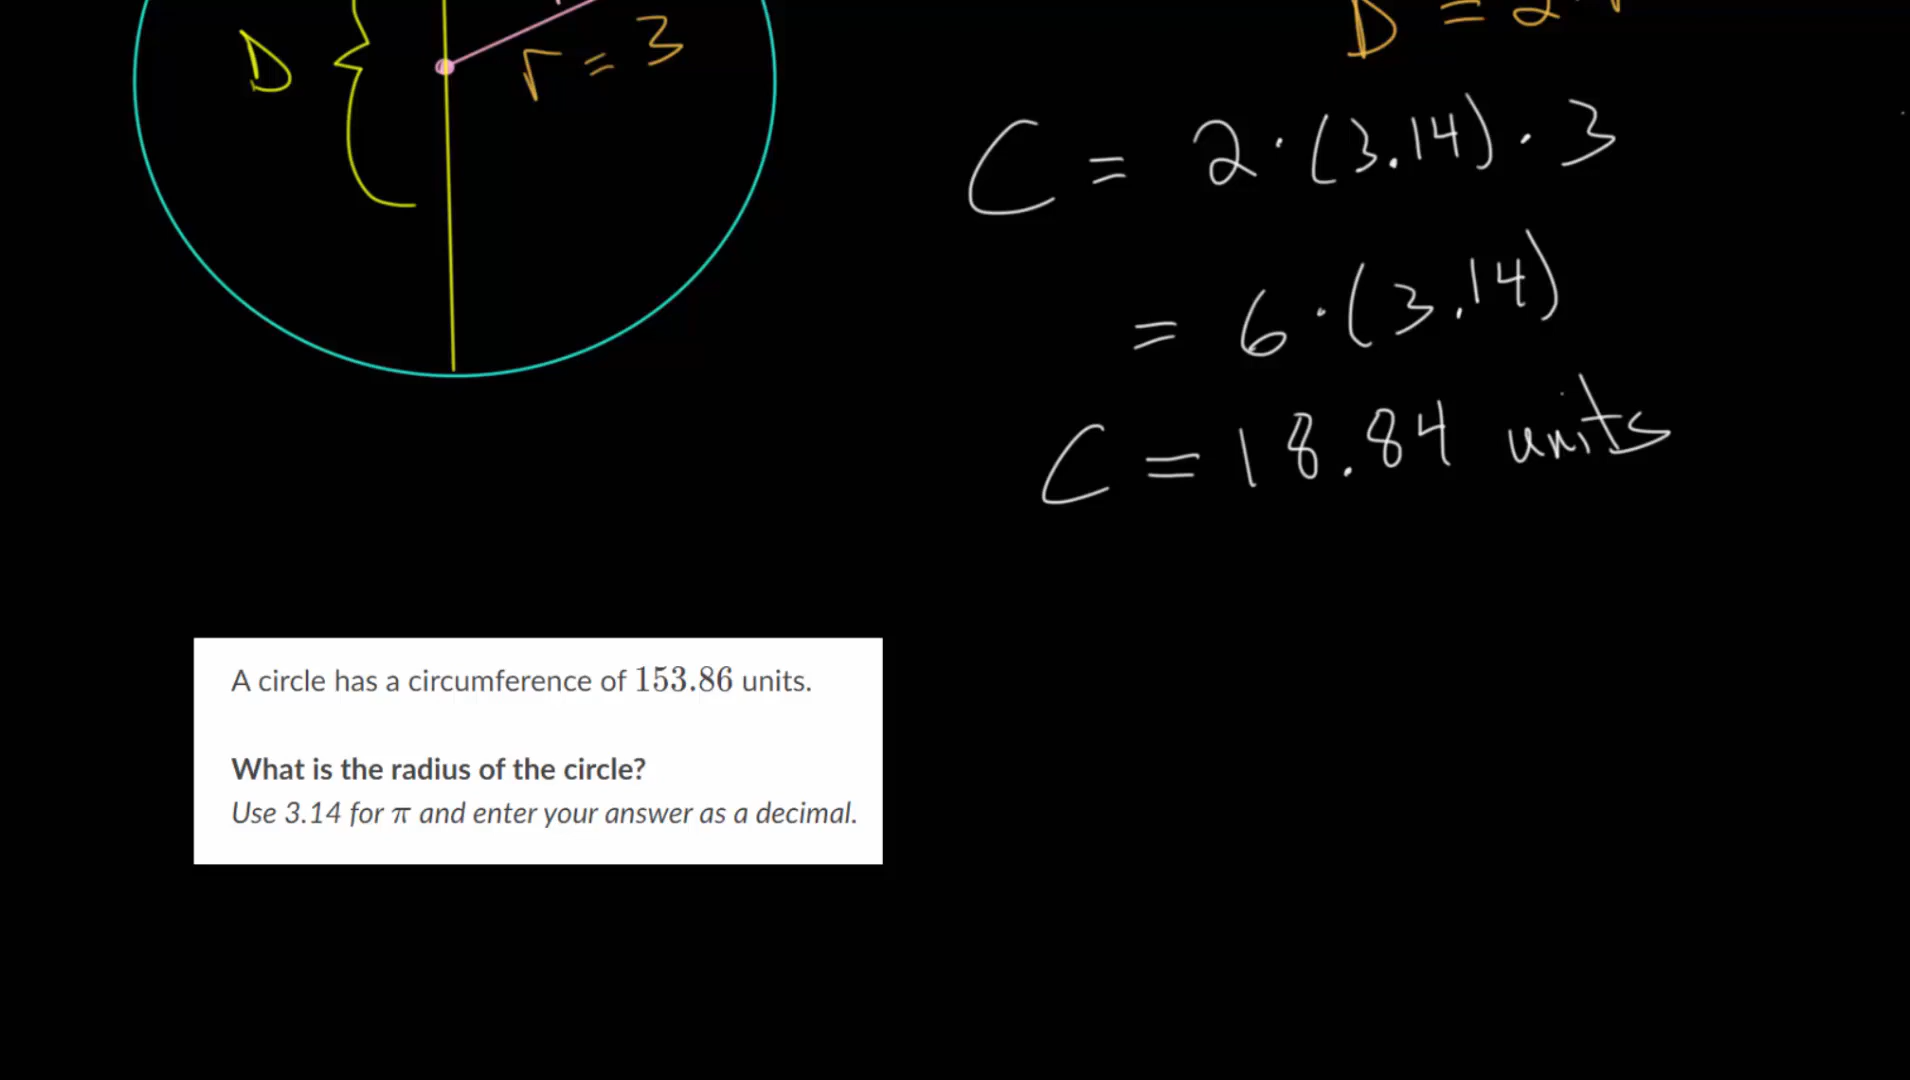 D = 2 ·
D
r = 3
C = 2 · (3.14) · 3
= 6 · (3.14)
C = 18.84 units
A circle has a circumference of 153.86 units.
What is the radius of the circle?
Use 3.14 for π and enter your answer as a decimal.